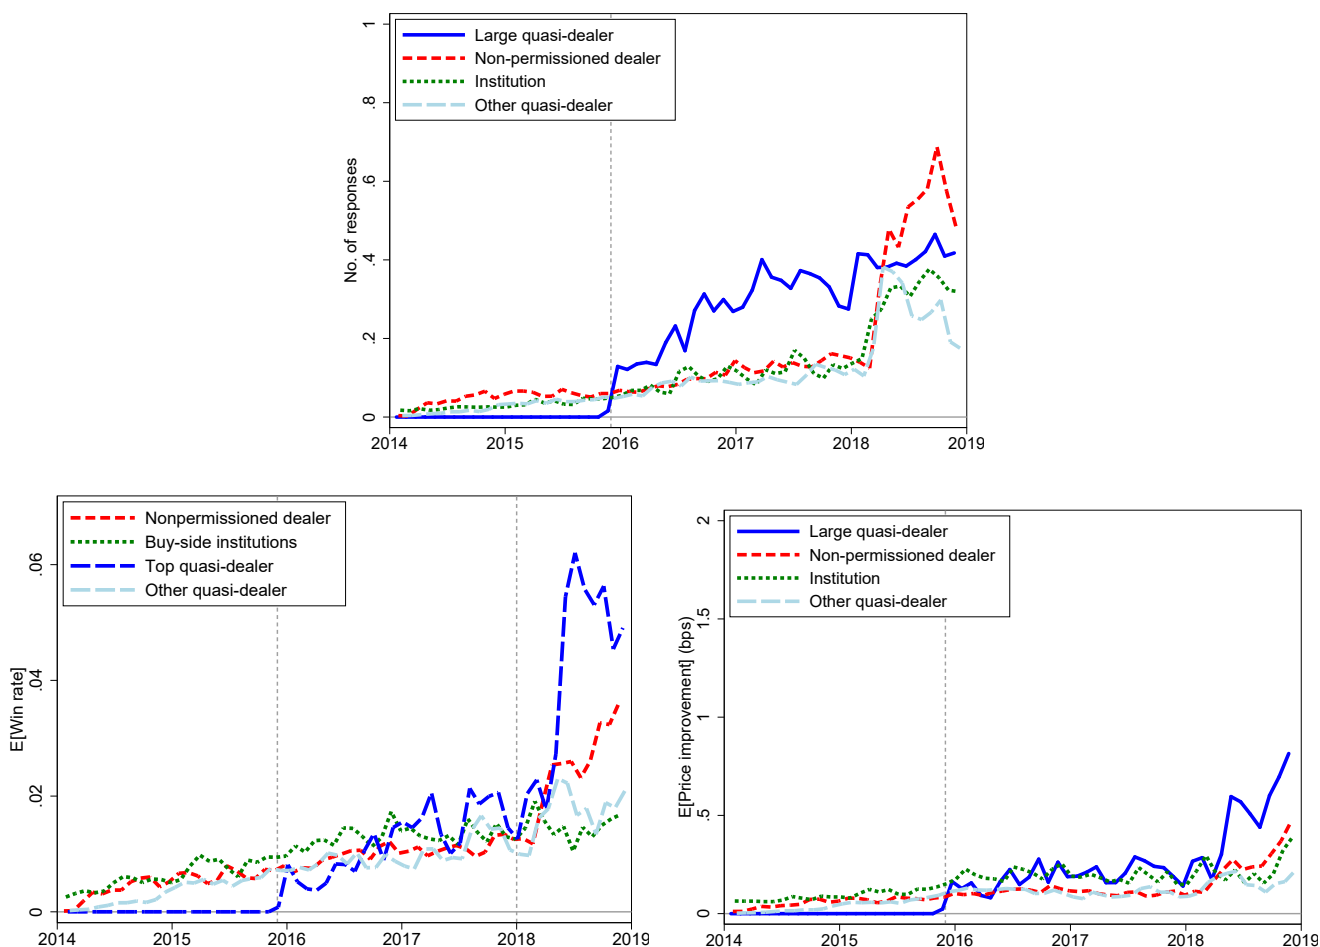 Large quasi-dealer
Non-permissioned dealer
Institution
Other quasi-dealer
No. of responses
1
.8
.6
.4
.2
0
2014 2015 2016 2017 2018 2019
Nonpermissioned dealer
Buy-side institutions
Top quasi-dealer
Other quasi-dealer
E[Win rate]
.06
.04
.02
0
2014 2015 2016 2017 2018 2019
Large quasi-dealer
Non-permissioned dealer
Institution
Other quasi-dealer
E[Price improvement] (bps)
2
1.5
1
.5
0
2014 2015 2016 2017 2018 2019